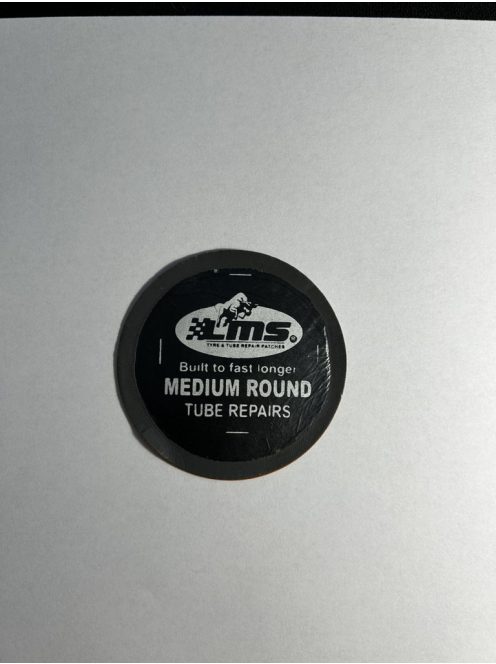 LMS®
TYRE & TUBE REPAIR PATCHES
Built to fast longer
MEDIUM ROUND
TUBE REPAIRS